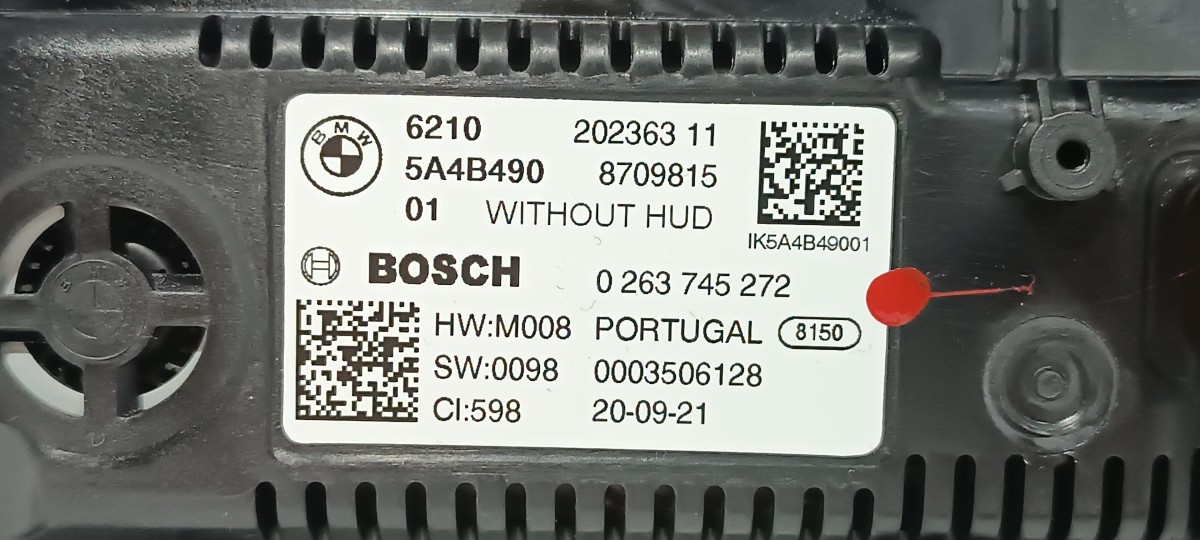 BMW
6210 202363 11
5A4B490 8709815
01 WITHOUT HUD
IK5A4B49001
BOSCH 0 263 745 272
HW:M008 PORTUGAL 8150
SW:0098 0003506128
CI:598 20-09-21